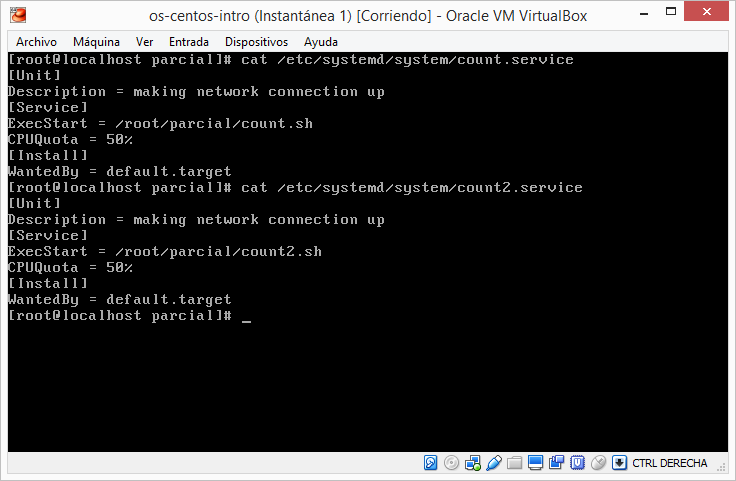 os-centos-intro (Instantánea 1) [Corriendo] - Oracle VM VirtualBox
Archivo Máquina Ver Entrada Dispositivos Ayuda
[root@localhost parcial]# cat /etc/systemd/system/count.service
[Unit]
Description = making network connection up
[Service]
ExecStart = /root/parcial/count.sh
CPUQuota = 50%
[Install]
WantedBy = default.target
[root@localhost parcial]# cat /etc/systemd/system/count2.service
[Unit]
Description = making network connection up
[Service]
ExecStart = /root/parcial/count2.sh
CPUQuota = 50%
[Install]
WantedBy = default.target
[root@localhost parcial]# _
CTRL DERECHA